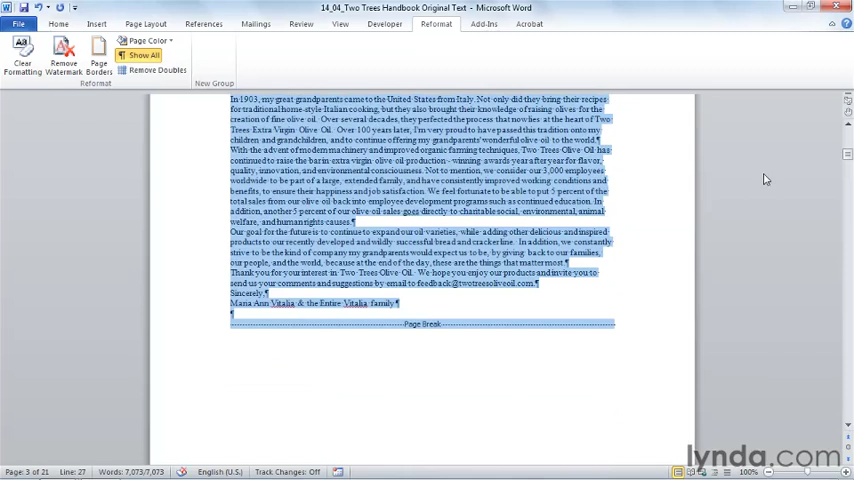 14_04_Two Trees Handbook Original Text - Microsoft Word
File Home Insert Page Layout References Mailings Review View Developer Reformat Add-Ins Acrobat
Clear Formatting
Remove Watermark
Page Borders
Page Color
Show All
Remove Doubles
Reformat
New Group
In 1903, my great grandparents came to the United States from Italy. Not only did they bring their recipes
for traditional home-style Italian cooking, but they also brought their knowledge of raising olives for the
creation of fine olive oil. Over several decades, they perfected the process that now lies at the heart of Two
Trees Extra Virgin Olive Oil. Over 100 years later, I'm very proud to have passed this tradition onto my
children and grandchildren, and to continue offering my grandparents' wonderful olive oil to the world.¶
With the advent of modern machinery and improved organic farming techniques, Two Trees Olive Oil has
continued to raise the bar in extra virgin olive oil production - winning awards year after year for flavor,
quality, innovation, and environmental consciousness. Not to mention, we consider our 3,000 employees
worldwide to be part of a large, extended family, and have consistently improved working conditions and
benefits, to ensure their happiness and job satisfaction. We feel fortunate to be able to put 5 percent of the
total sales from our olive oil back into employee development programs such as continued education. In
addition, another 5 percent of our olive oil sales goes directly to charitable social, environmental, animal
welfare, and human rights causes.¶
Our goal for the future is to continue to expand our oil varieties, while adding other delicious and inspired
products to our recently developed and wildly successful bread and cracker line. In addition, we constantly
strive to be the kind of company my grandparents would expect us to be, by giving back to our families,
our people, and the world, because at the end of the day, these are the things that matter most.¶
Thank you for your interest in Two Trees Olive Oil. We hope you enjoy our products and invite you to
send us your comments and suggestions by email to feedback@twotreesoliveoil.com.¶
Sincerely,¶
Maria Ann Vitalia & the Entire Vitalia family¶
¶
Page Break
lynda.com
Page: 3 of 21 Line: 27 Words: 7,073/7,073 English (U.S.) Track Changes: Off 100%